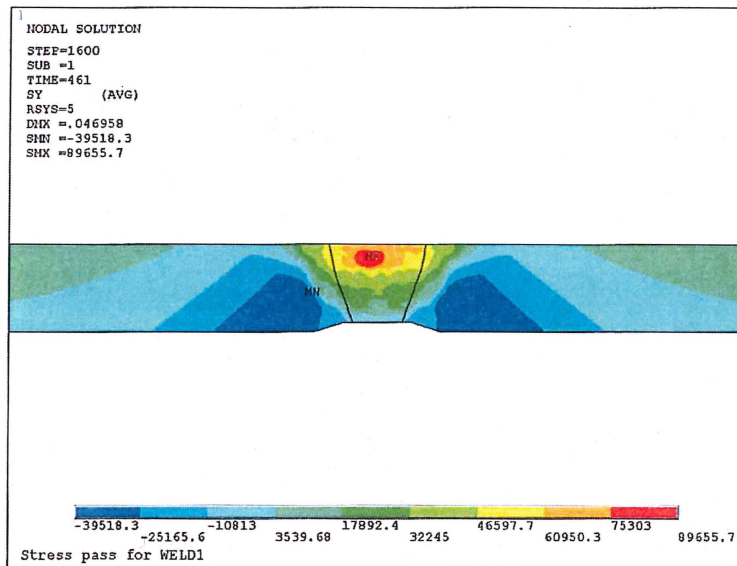 1
NODAL SOLUTION
STEP=1600
SUB =1
TIME=461
SY (AVG)
RSYS=5
DMX =.046958
SMN =-39518.3
SMX =89655.7
MX
MN
-39518.3 -10813 17892.4 46597.7 75303
-25165.6 3539.68 32245 60950.3 89655.7
Stress pass for WELD1